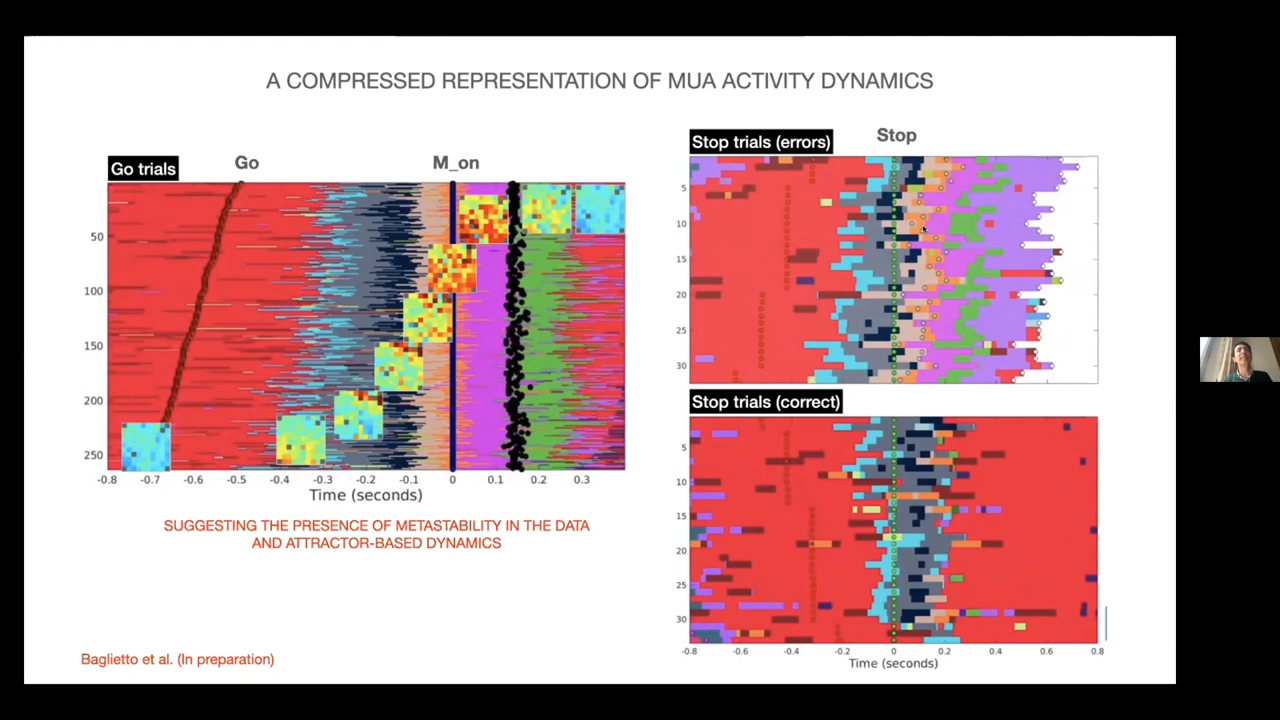 A COMPRESSED REPRESENTATION OF MUA ACTIVITY DYNAMICS
Go trials
Go
M_on
50
100
150
200
250
-0.8 -0.7 -0.6 -0.5 -0.4 -0.3 -0.2 -0.1 0 0.1 0.2 0.3
Time (seconds)
SUGGESTING THE PRESENCE OF METASTABILITY IN THE DATA
AND ATTRACTOR-BASED DYNAMICS
Baglietto et al. (In preparation)
Stop trials (errors)
Stop
5
10
15
20
25
30
Stop trials (correct)
5
10
15
20
25
30
-0.8 -0.6 -0.4 -0.2 0 0.2 0.4 0.6 0.8
Time (seconds)